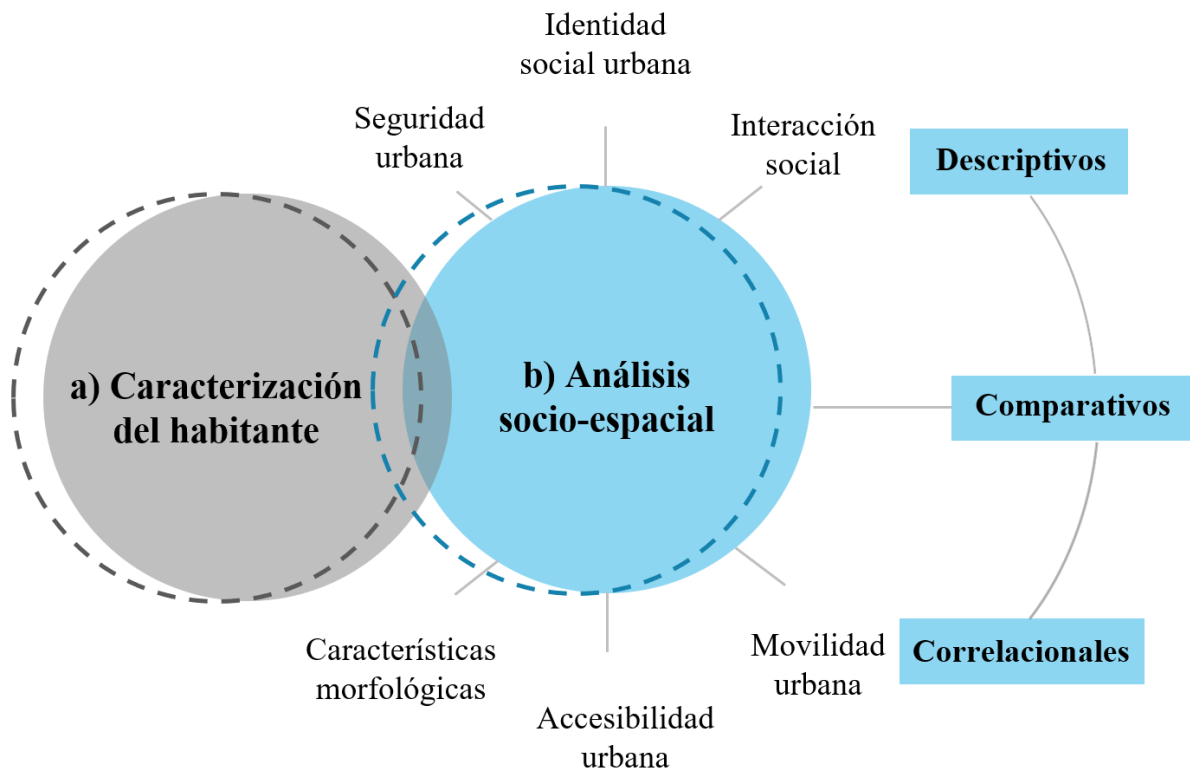 Identidad
social urbana
Seguridad
urbana
Interacción
social
Descriptivos
a) Caracterización
del habitante
b) Análisis
socio-espacial
Comparativos
Característícas
morfológicas
Accesibilidad
urbana
Movilidad
urbana
Correlacionales